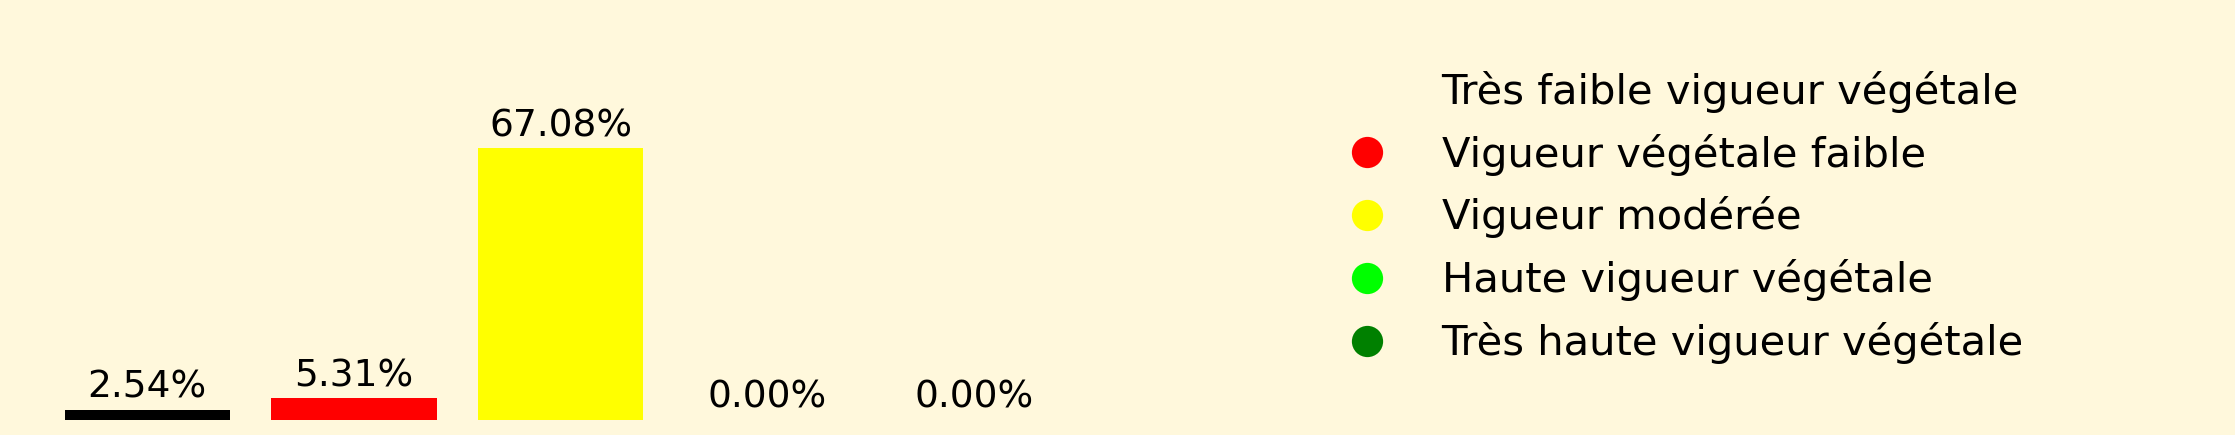 67.08%
2.54%
5.31%
0.00%
0.00%
Très faible vigueur végétale
Vigueur végétale faible
Vigueur modérée
Haute vigueur végétale
Très haute vigueur végétale